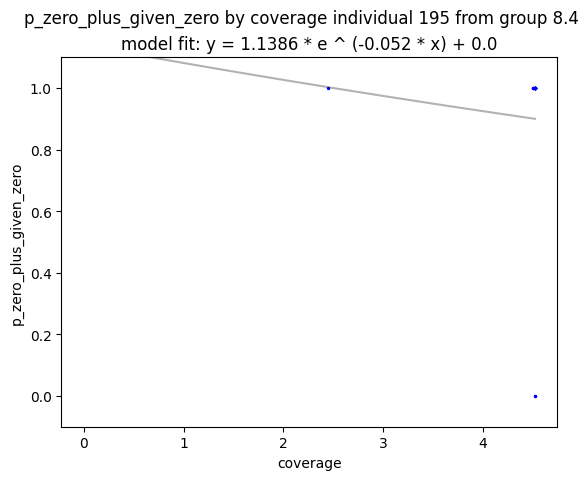 p_zero_plus_given_zero by coverage individual 195 from group 8.4
model fit: y = 1.1386 * e ^ (-0.052 * x) + 0.0
1.0
0.8
0.6
0.4
0.2
0.0
p_zero_plus_given_zero
0 1 2 3 4
coverage